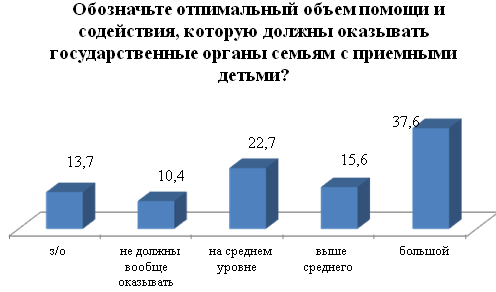 Обозначьте отпимальный объем помощи и
содействия, которую должны оказывать
государственные органы семьям с приемными
детьми?
13,7
10,4
22,7
15,6
37,6
з/о
не должны
вообще
оказывать
на среднем
уровне
выше
среднего
большой